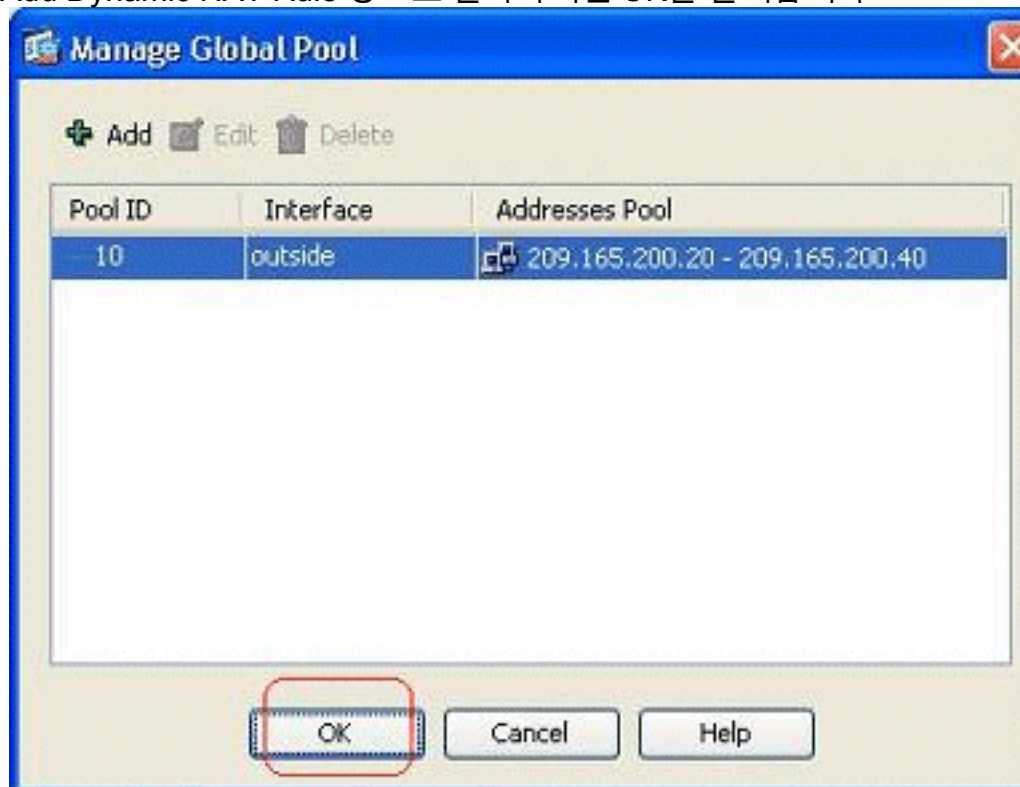 Manage Global Pool
Add Edit Delete
Pool ID Interface Addresses Pool
10 outside 209.165.200.20 - 209.165.200.40
OK Cancel Help